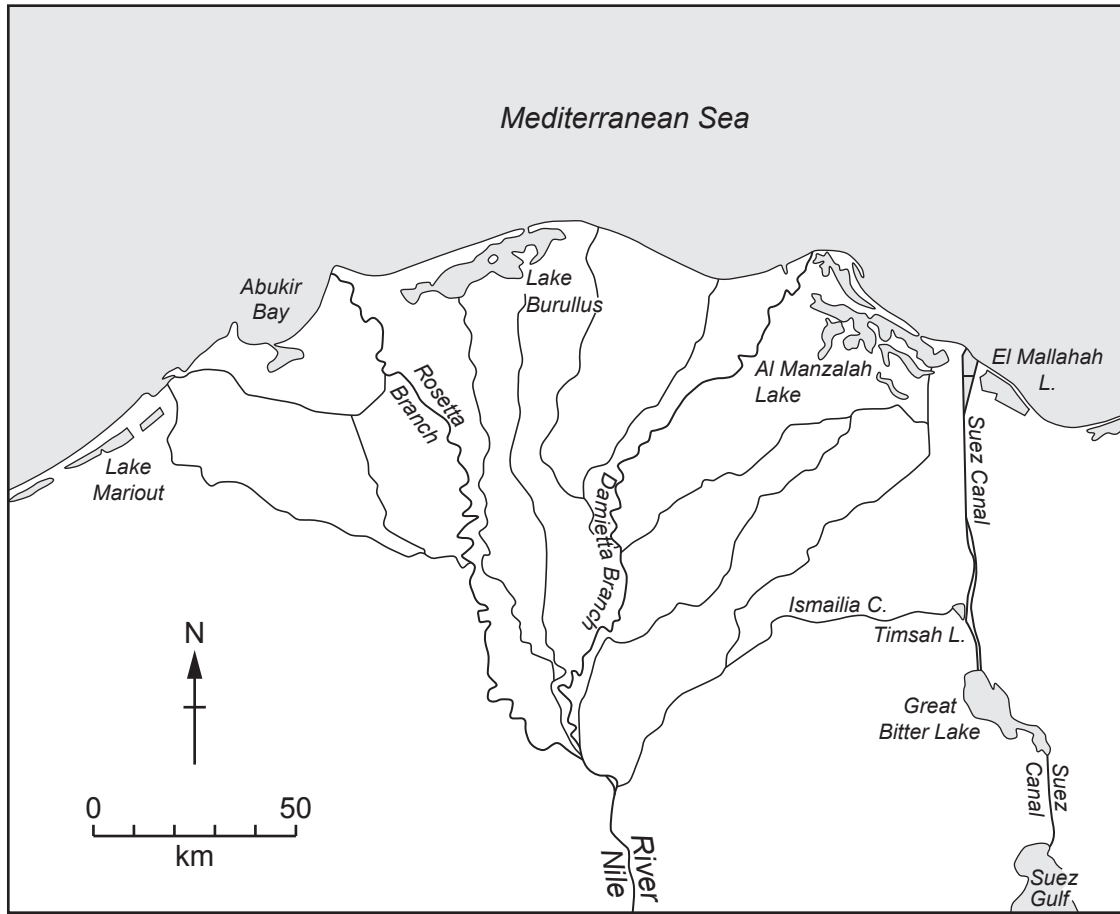 Mediterranean Sea
Abukir
Bay
Lake
Burullus
Rosetta
Branch
Al Manzalah
Lake
El Mallahah
L.
Lake
Mariout
Damietta Branch
Suez Canal
Ismailia C.
Timsah L.
N
Great
Bitter Lake
Suez
Canal
0 50
km
River
Nile
Suez
Gulf